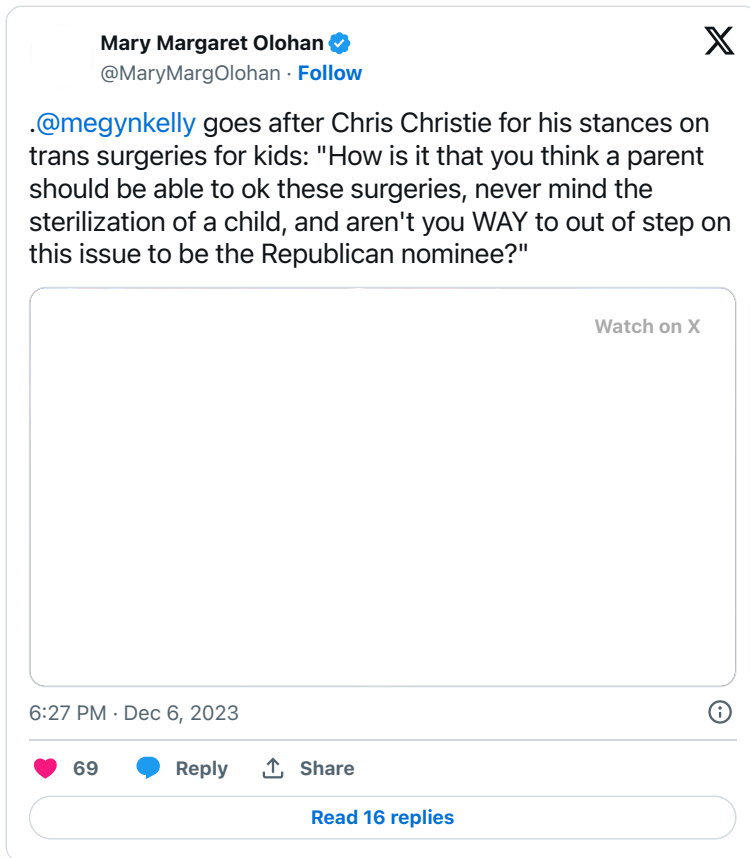 Mary Margaret Olohan
@MaryMargOlohan · Follow
.@megynkelly goes after Chris Christie for his stances on
trans surgeries for kids: "How is it that you think a parent
should be able to ok these surgeries, never mind the
sterilization of a child, and aren't you WAY to out of step on
this issue to be the Republican nominee?"
Watch on X
6:27 PM · Dec 6, 2023
69 Reply Share
Read 16 replies